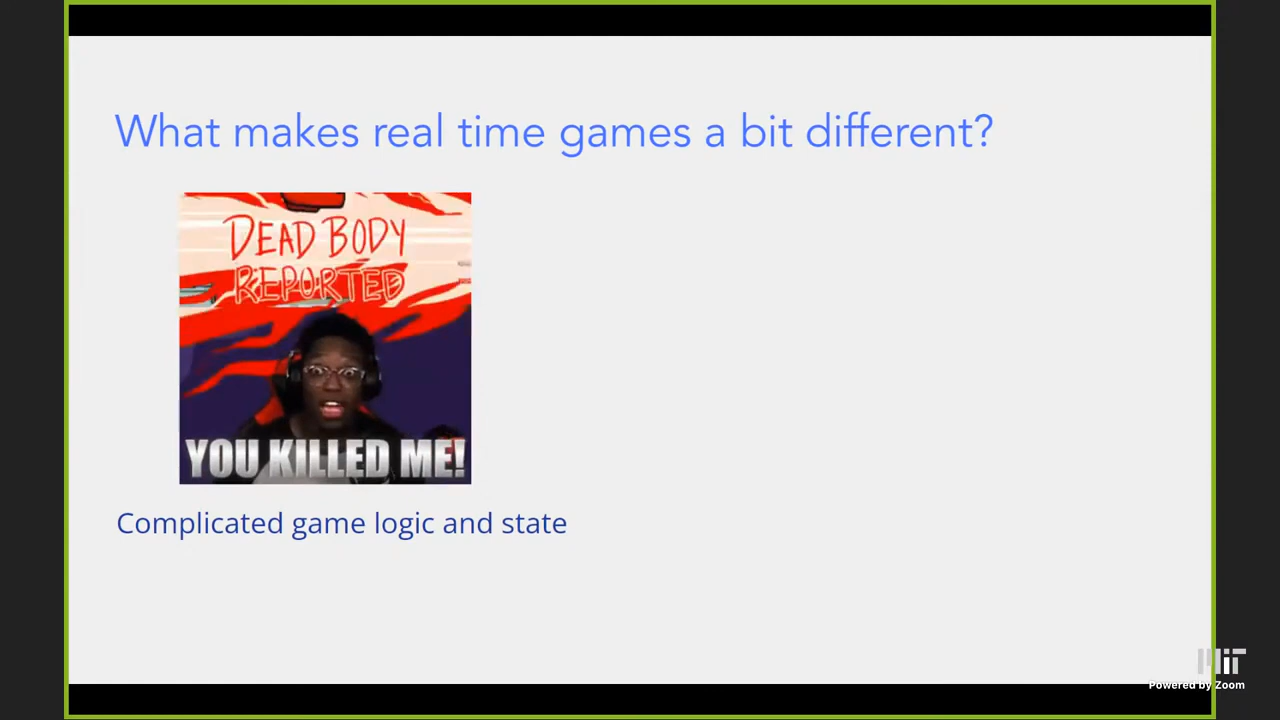 What makes real time games a bit different?
DEAD BODY
REPORTED
YOU KILLED ME!
Complicated game logic and state
MIT
Powered by Zoom